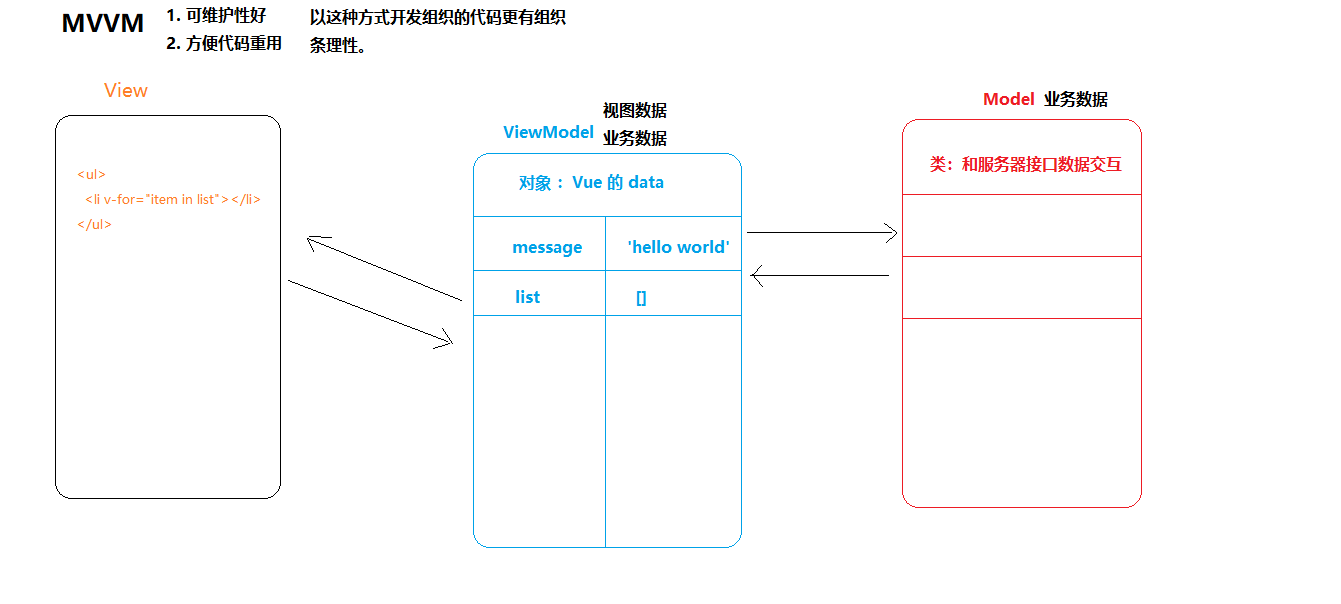 MVVM
1. 可维护性好
2. 方便代码重用
以这种方式开发组织的代码更有组织
条理性。
View
<ul>
<li v-for="item in list"></li>
</ul>
ViewModel
视图数据
业务数据
对象： Vue 的 data
message 'hello world'
list []
Model 业务数据
类：和服务器接口数据交互